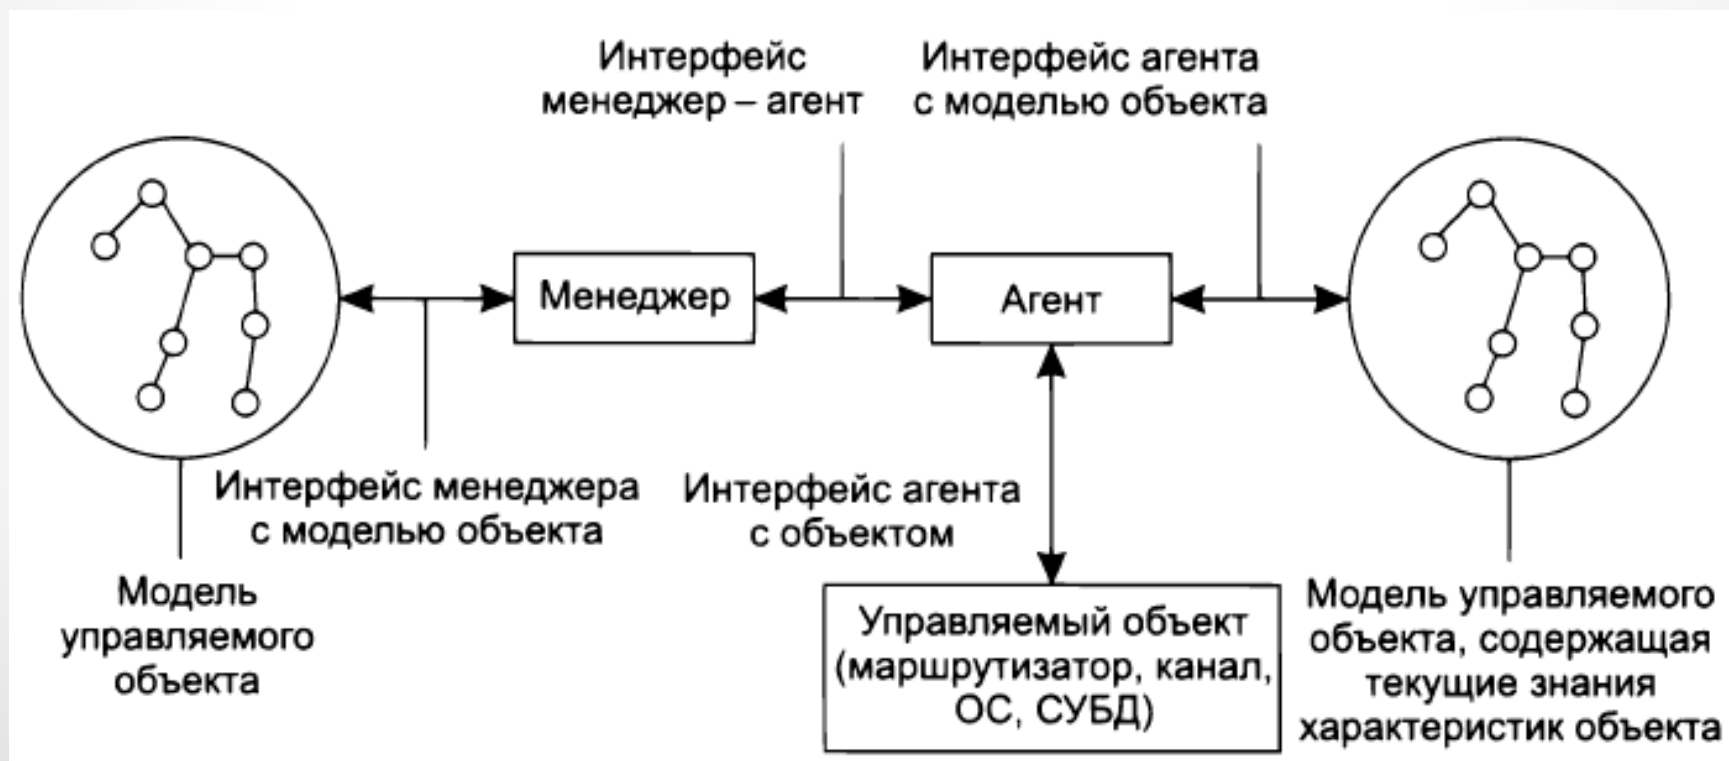 Интерфейс
менеджер – агент
Интерфейс агента
с моделью объекта
Менеджер
Агент
Интерфейс менеджера
с моделью объекта
Интерфейс агента
с объектом
Модель
управляемого
объекта
Управляемый объект
(маршрутизатор, канал,
ОС, СУБД)
Модель управляемого
объекта, содержащая
текущие знания
характеристик объекта